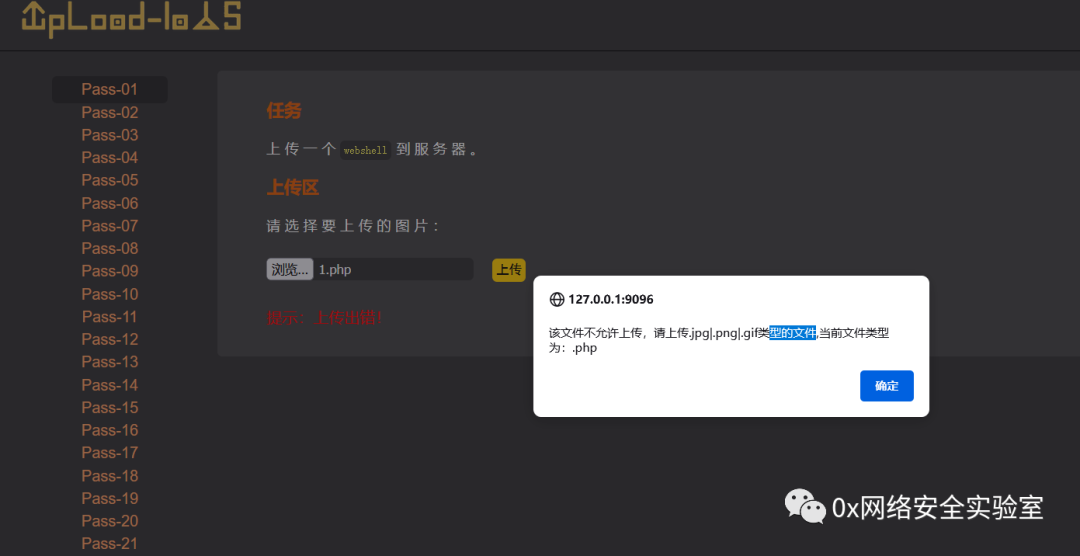 UpLoad-labs
Pass-01
Pass-02
Pass-03
Pass-04
Pass-05
Pass-06
Pass-07
Pass-08
Pass-09
Pass-10
Pass-11
Pass-12
Pass-13
Pass-14
Pass-15
Pass-16
Pass-17
Pass-18
Pass-19
Pass-20
Pass-21
任务
上传一个 webshell 到服务器。
上传区
请选择要上传的图片：
浏览... 1.php 上传
提示：上传出错！
127.0.0.1:9096
该文件不允许上传，请上传.jpg|.png|.gif类型的文件,当前文件类型
为：.php
确定
0x网络安全实验室